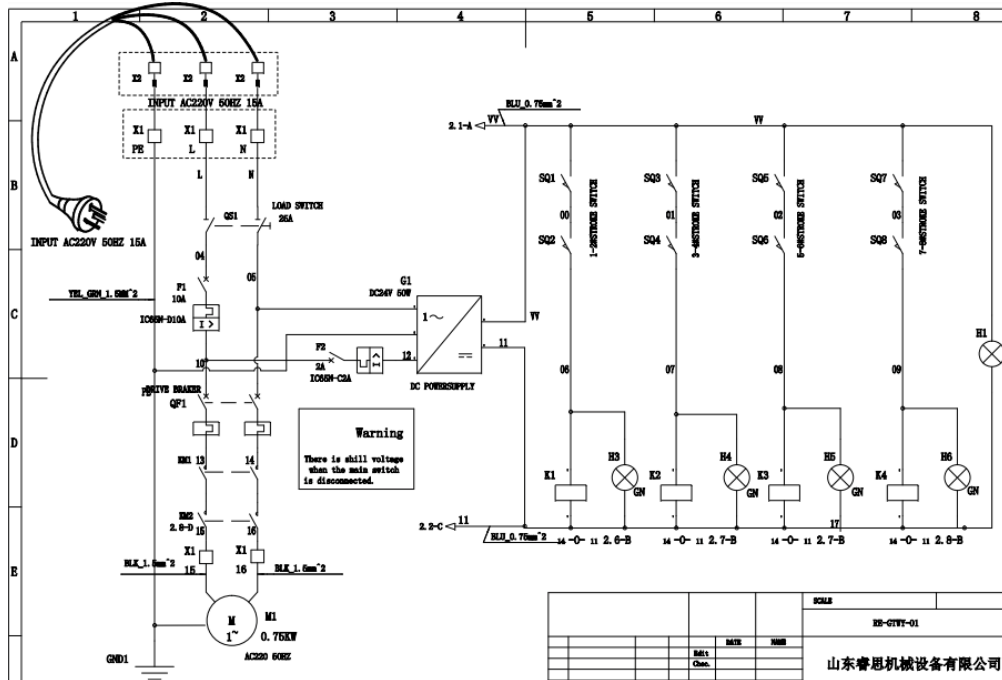 1 2 3 4 5 6 7 8
A
X2 X2 X2
INPUT AC220V 50HZ 15A
BLU_0.75mm^2
2.1-A VV VV
X1 X1 X1
PE L N
B
L N
SQ1 SQ3 SQ5 SQ7
LOAD SWITCH
25A
QS1
00 01 02 03
1-2#STROKE SWITCH
3-4#STROKE SWITCH
5-6#STROKE SWITCH
7-8#STROKE SWITCH
INPUT AC220V 50HZ 15A
SQ2 SQ4 SQ6 SQ8
04
05
G1
DC24V 50W
F1
10A
YEL_GRN_1.5MM^2
C
1~
VV
IC65N-D10A
I >
H1
F2
11
10
2A
12
IC65N-C2A
06 07 08 09
DC POWERSUPPLY
DRIVE BRAKER
QF1
Warning
There is shill voltage
when the main switch
is disconnected.
D
KM1 13 14
H3 H4 H5 H6
K1 K2 K3 K4
GN GN GN GN
KM2
2.8-D 15 16
2.2-C 11
17
BLU_0.75mm^2
14 -0- 11 2.6-B 14 -0- 11 2.7-B 14 -0- 11 2.7-B 14 -0- 11 2.8-B
X1 X1
E
BLK_1.5mm^2 15 16 BLK_1.5mm^2
M
1~
M1
0.75KW
AC220 50HZ
GND1
SCALE
RE-GTWY-01
DATE NAME
Edit
Chec.
山东睿思机械设备有限公司